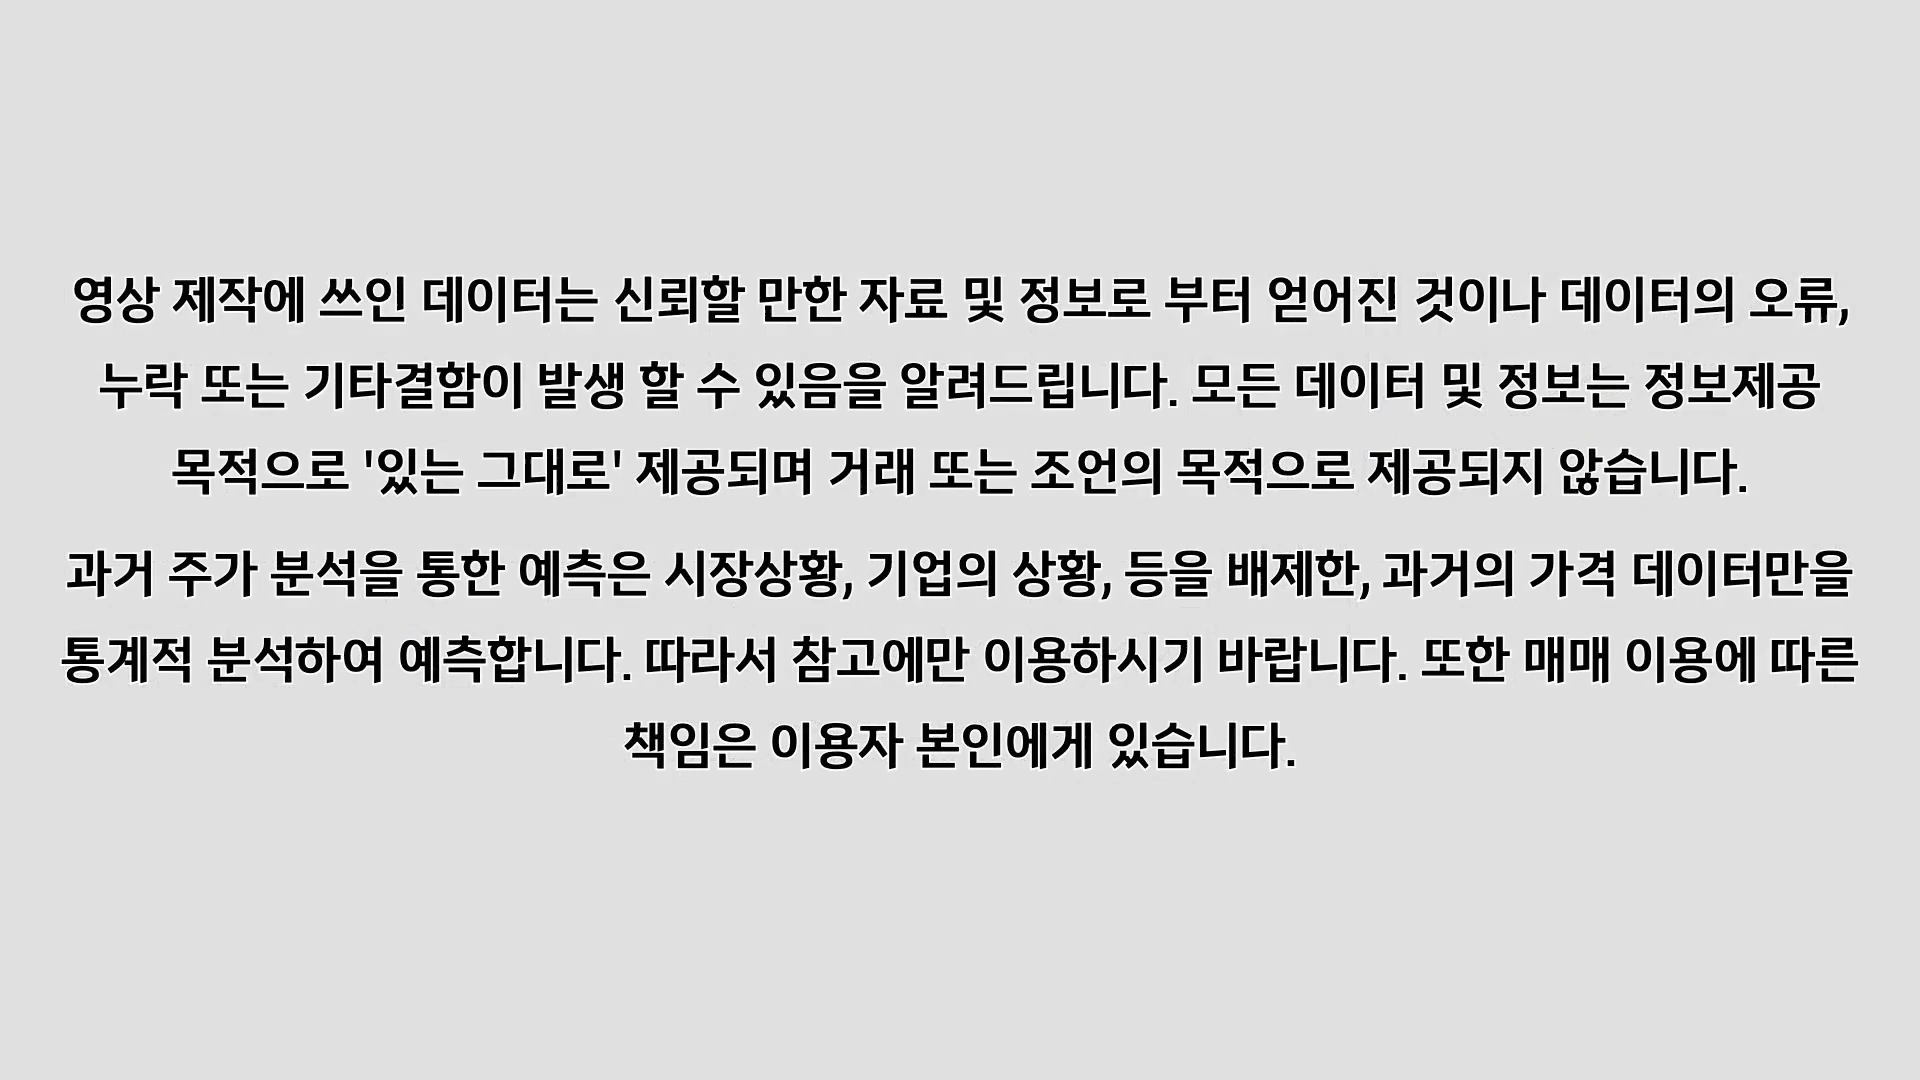 영상 제작에 쓰인 데이터는 신뢰할 만한 자료 및 정보로 부터 얻어진 것이나 데이터의 오류,
누락 또는 기타결함이 발생 할 수 있음을 알려드립니다. 모든 데이터 및 정보는 정보제공
목적으로 '있는 그대로' 제공되며 거래 또는 조언의 목적으로 제공되지 않습니다.
과거 주가 분석을 통한 예측은 시장상황, 기업의 상황, 등을 배제한, 과거의 가격 데이터만을
통계적 분석하여 예측합니다. 따라서 참고에만 이용하시기 바랍니다. 또한 매매 이용에 따른
책임은 이용자 본인에게 있습니다.